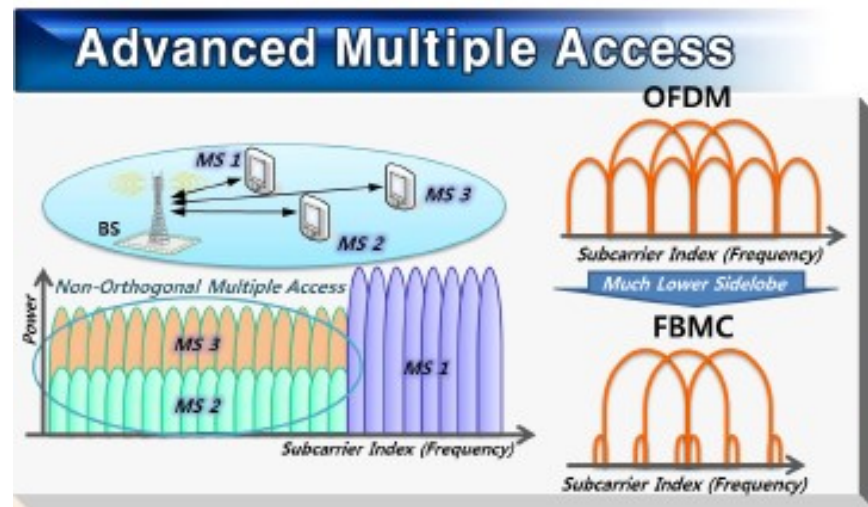 Advanced Multiple Access
MS 1
MS 3
BS
MS 2
Non-Orthogonal Multiple Access
Power
MS 3
MS 1
MS 2
Subcarrier Index (Frequency)
OFDM
Subcarrier Index (Frequency)
Much Lower Sidelobe
FBMC
Subcarrier Index (Frequency)